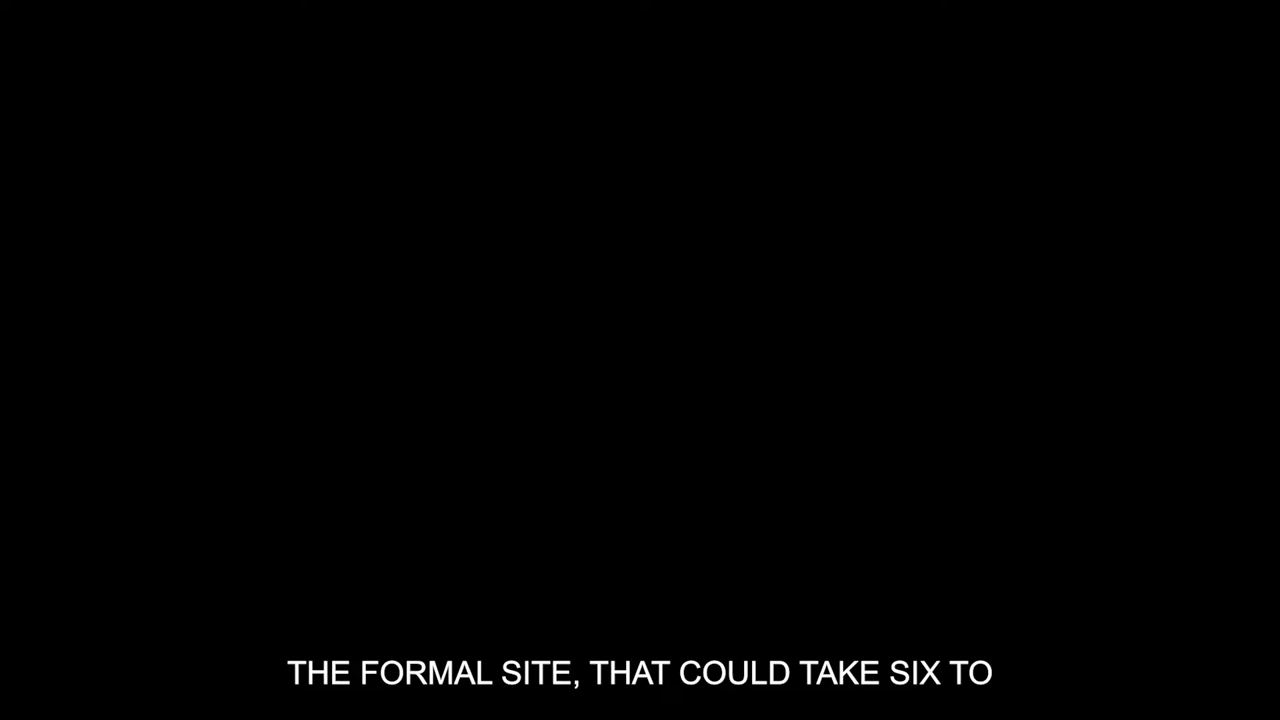 THE FORMAL SITE, THAT COULD TAKE SIX TO